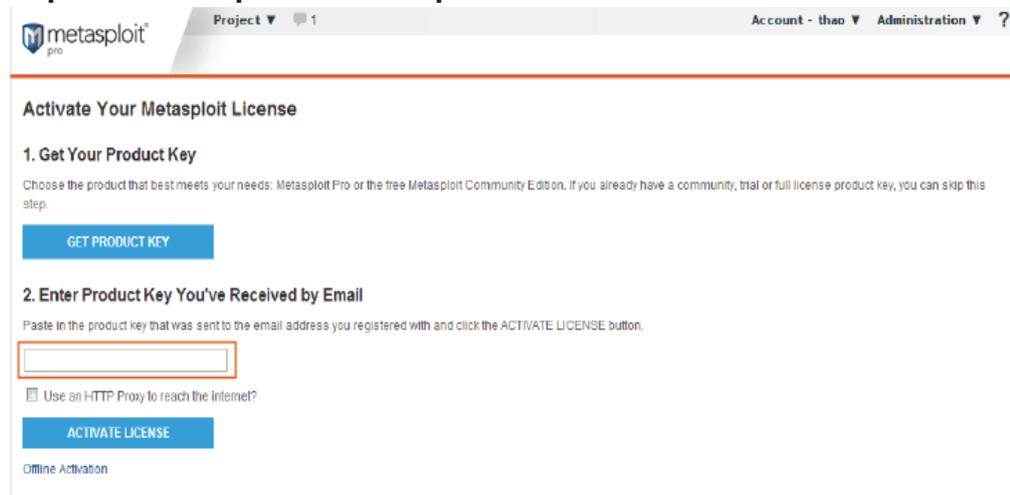 metasploit®
pro
Project ▼ 1
Account - thao ▼ Administration ▼ ?
Activate Your Metasploit License
1. Get Your Product Key
Choose the product that best meets your needs: Metasploit Pro or the free Metasploit Community Edition. If you already have a community, trial or full license product key, you can skip this
step.
GET PRODUCT KEY
2. Enter Product Key You've Received by Email
Paste in the product key that was sent to the email address you registered with and click the ACTIVATE LICENSE button.
Use an HTTP Proxy to reach the internet?
ACTIVATE LICENSE
Offline Activation